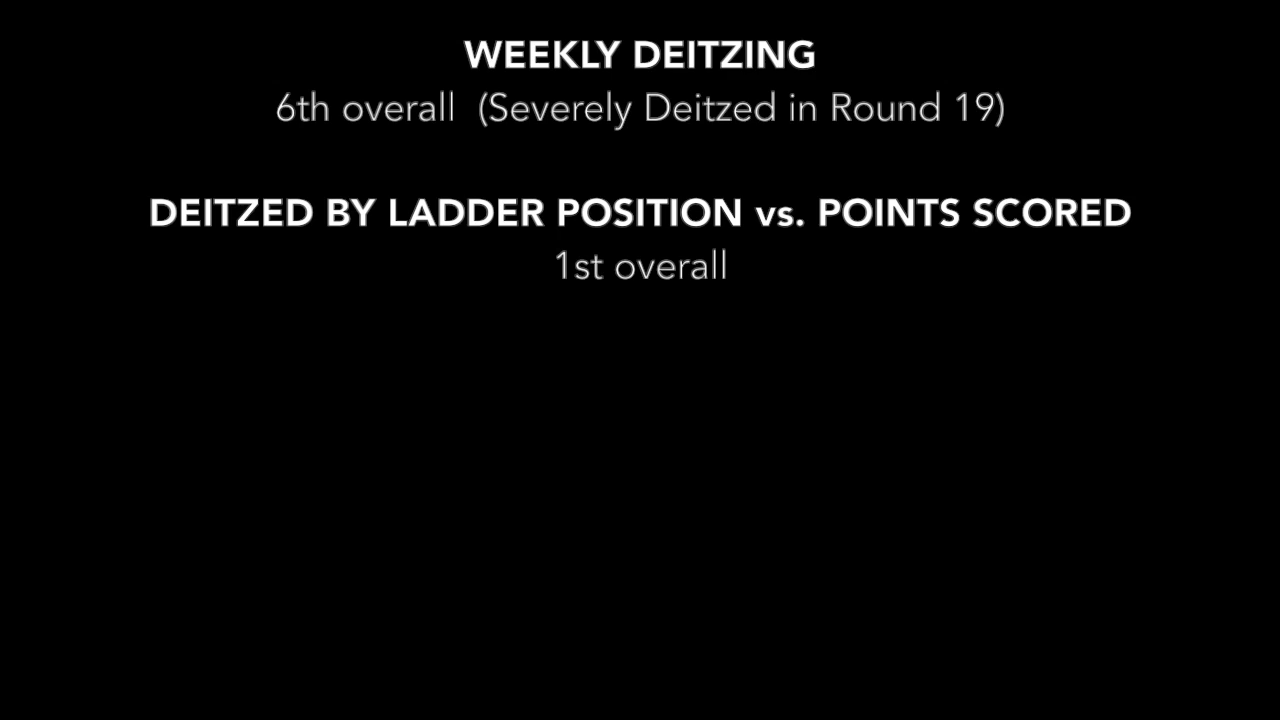 WEEKLY DEITZING
6th overall  (Severely Deitzed in Round 19)
DEITZED BY LADDER POSITION vs. POINTS SCORED
1st overall